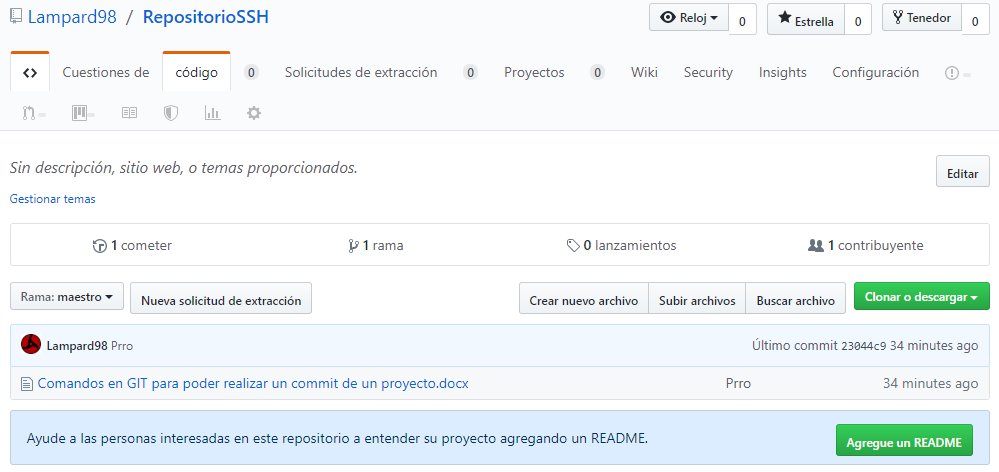 Lampard98 / RepositorioSSH
Reloj 0 Estrella 0 Tenedor 0
Cuestiones de código 0 Solicitudes de extracción 0 Proyectos 0 Wiki Security Insights Configuración
Sin descripción, sitio web, o temas proporcionados.
Editar
Gestionar temas
1 cometer 1 rama 0 lanzamientos 1 contribuyente
Rama: maestro Nueva solicitud de extracción Crear nuevo archivo Subir archivos Buscar archivo Clonar o descargar
Lampard98 Prro Último commit 23044c9 34 minutes ago
Comandos en GIT para poder realizar un commit de un proyecto.docx Prro 34 minutes ago
Ayude a las personas interesadas en este repositorio a entender su proyecto agregando un README. Agregue un README